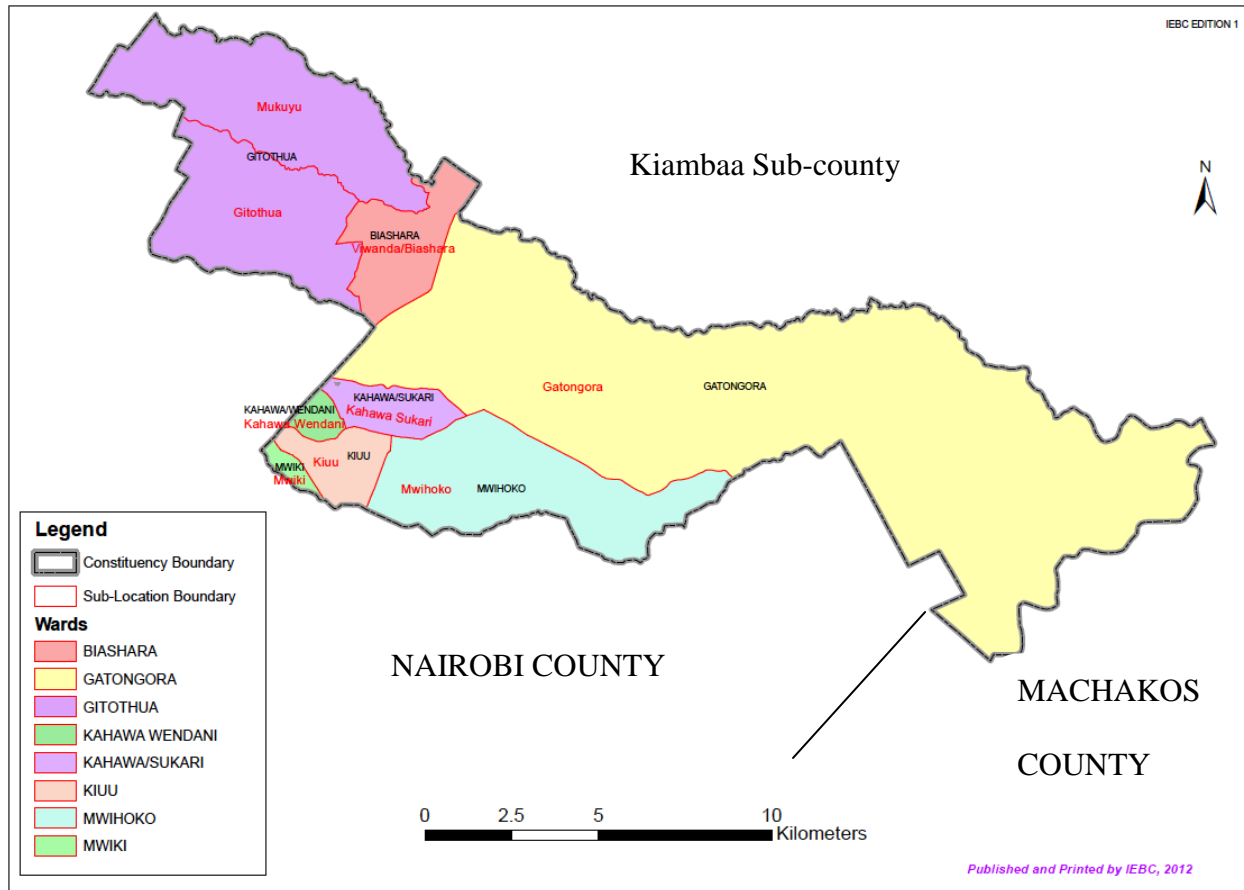 IEBC EDITION 1
Mukuyu
GITOTHUA
Kiambaa Sub-county
N
Gitothua
BIASHARA
Viwanda/Biashara
Gatongora
GATONGORA
KAHAWA/SUKARI
Kahawa Sukari
KAHAWA/WENDANI
Kahawa Wendani
Kiuu
KIUU
MWIKI
Mwiki
Mwihoko
MWIHOKO
Legend
Constituency Boundary
Sub-Location Boundary
Wards
BIASHARA
GATONGORA
GITOTHUA
KAHAWA WENDANI
KAHAWA/SUKARI
KIUU
MWIHOKO
MWIKI
NAIROBI COUNTY
MACHAKOS
COUNTY
0 2.5 5 10
Kilometers
Published and Printed by IEBC, 2012